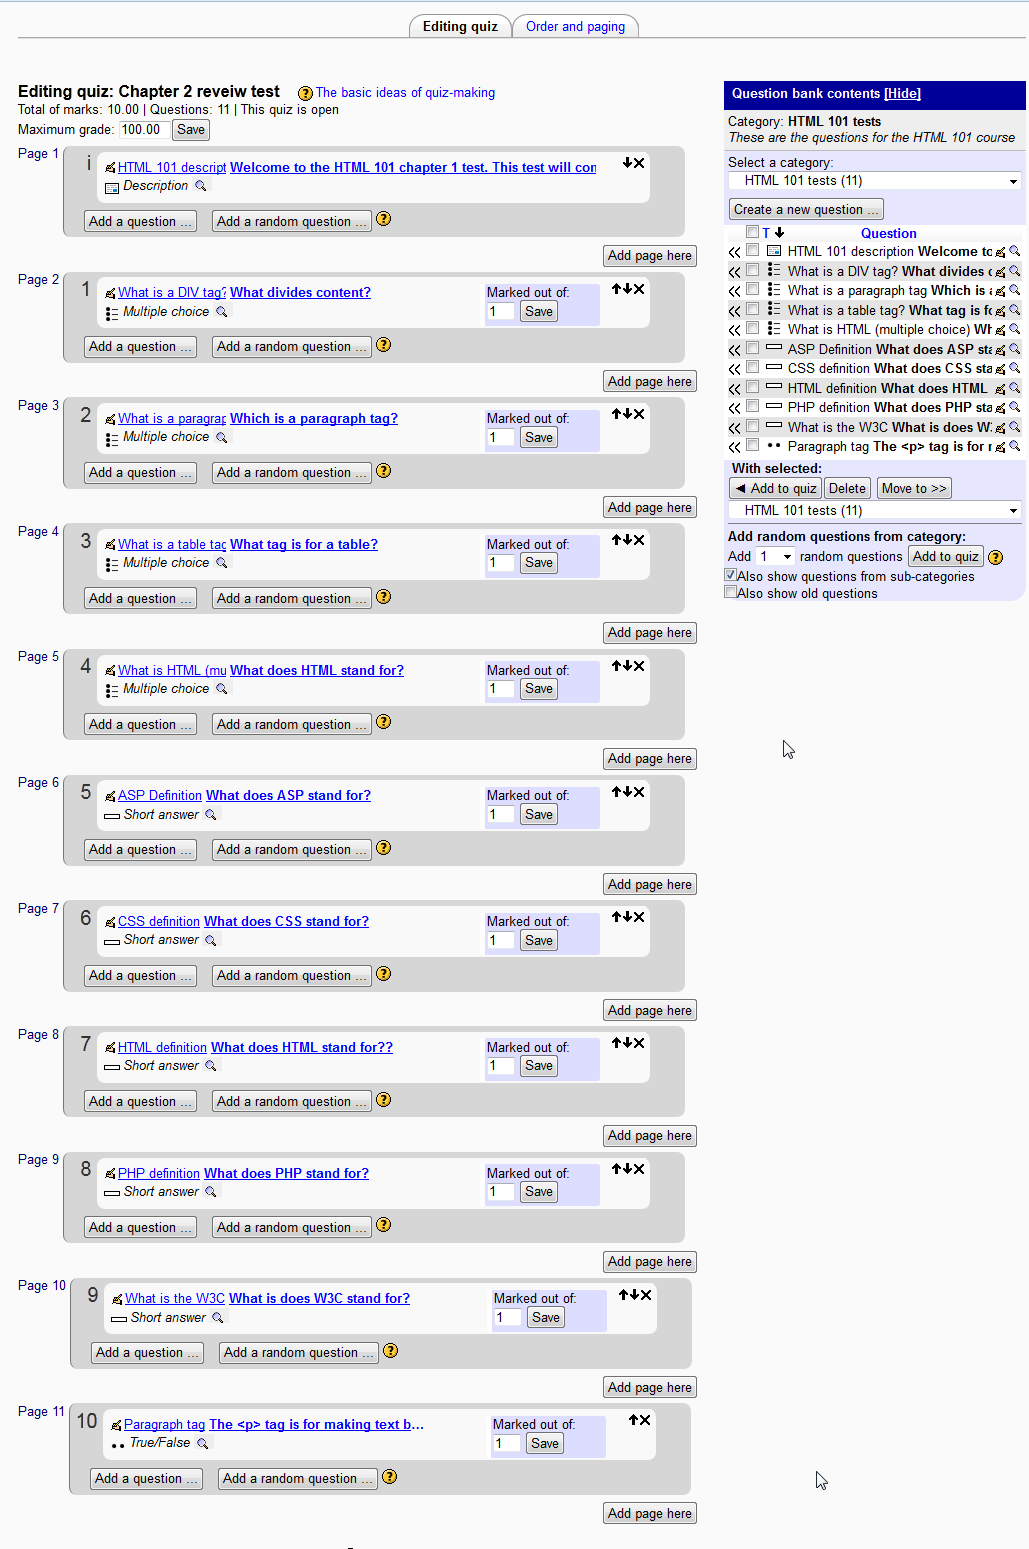 Editing quiz Order and paging
Editing quiz: Chapter 2 reveiw test The basic ideas of quiz-making
Total of marks: 10.00 | Questions: 11 | This quiz is open
Maximum grade: 100.00 Save
Page 1
i HTML 101 descript Welcome to the HTML 101 chapter 1 test. This test will con
Description
Add a question ... Add a random question ... ?
Add page here
Page 2
1 What is a DIV tag? What divides content? Marked out of:
Multiple choice 1 Save
Add a question ... Add a random question ... ?
Add page here
Page 3
2 What is a paragrap Which is a paragraph tag? Marked out of:
Multiple choice 1 Save
Add a question ... Add a random question ... ?
Add page here
Page 4
3 What is a table tag What tag is for a table? Marked out of:
Multiple choice 1 Save
Add a question ... Add a random question ... ?
Add page here
Page 5
4 What is HTML (mu What does HTML stand for? Marked out of:
Multiple choice 1 Save
Add a question ... Add a random question ... ?
Add page here
Page 6
5 ASP Definition What does ASP stand for? Marked out of:
Short answer 1 Save
Add a question ... Add a random question ... ?
Add page here
Page 7
6 CSS definition What does CSS stand for? Marked out of:
Short answer 1 Save
Add a question ... Add a random question ... ?
Add page here
Page 8
7 HTML definition What does HTML stand for?? Marked out of:
Short answer 1 Save
Add a question ... Add a random question ... ?
Add page here
Page 9
8 PHP definition What does PHP stand for? Marked out of:
Short answer 1 Save
Add a question ... Add a random question ... ?
Add page here
Page 10
9 What is the W3C What is does W3C stand for? Marked out of:
Short answer 1 Save
Add a question ... Add a random question ... ?
Add page here
Page 11
10 Paragraph tag The <p> tag is for making text b... Marked out of:
True/False 1 Save
Add a question ... Add a random question ... ?
Add page here
Question bank contents [Hide]
Category: HTML 101 tests
These are the questions for the HTML 101 course
Select a category:
HTML 101 tests (11)
Create a new question ...
T Question
HTML 101 description Welcome to
What is a DIV tag? What divides c
What is a paragraph tag Which is a
What is a table tag? What tag is fo
What is HTML (multiple choice) Wh
ASP Definition What does ASP sta
CSS definition What does CSS sta
HTML definition What does HTML
PHP definition What does PHP sta
What is the W3C What is does W3
Paragraph tag The <p> tag is for r
With selected:
◄ Add to quiz Delete Move to >>
HTML 101 tests (11)
Add random questions from category:
Add 1 random questions Add to quiz ?
Also show questions from sub-categories
Also show old questions